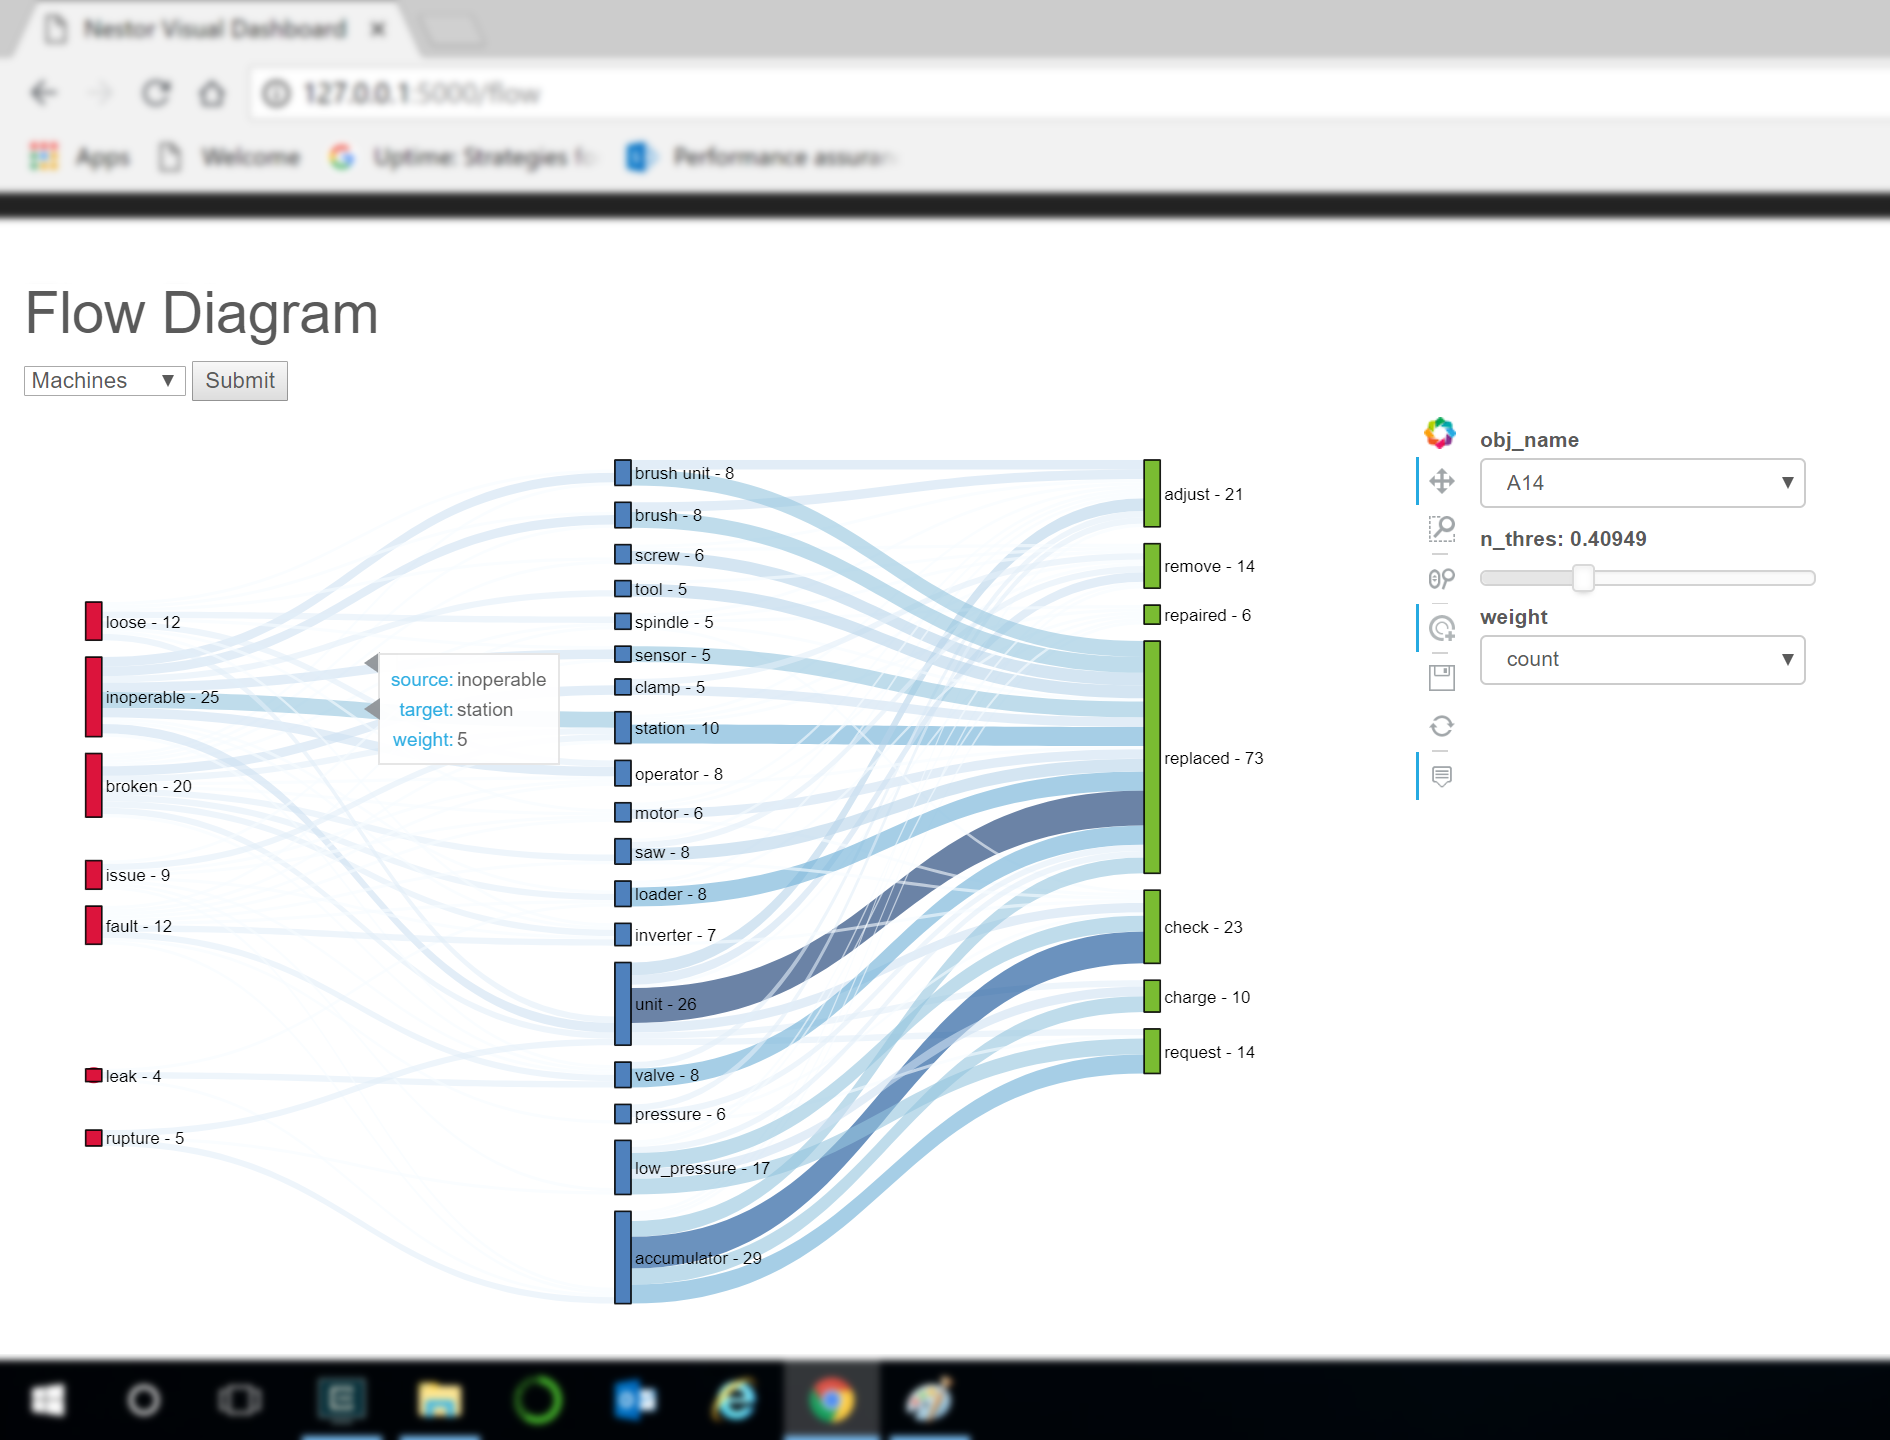 Nestor Visual Dashboard
127.0.0.1:5000/flow
Apps Welcome Uptime: Strategies fo Performance assuran
Flow Diagram
Machines Submit
loose - 12
inoperable - 25
broken - 20
issue - 9
fault - 12
leak - 4
rupture - 5
source: inoperable
target: station
weight: 5
brush unit - 8
brush - 8
screw - 6
tool - 5
spindle - 5
sensor - 5
clamp - 5
station - 10
operator - 8
motor - 6
saw - 8
loader - 8
inverter - 7
unit - 26
valve - 8
pressure - 6
low_pressure - 17
accumulator - 29
adjust - 21
remove - 14
repaired - 6
replaced - 73
check - 23
charge - 10
request - 14
obj_name
A14
n_thres: 0.40949
weight
count